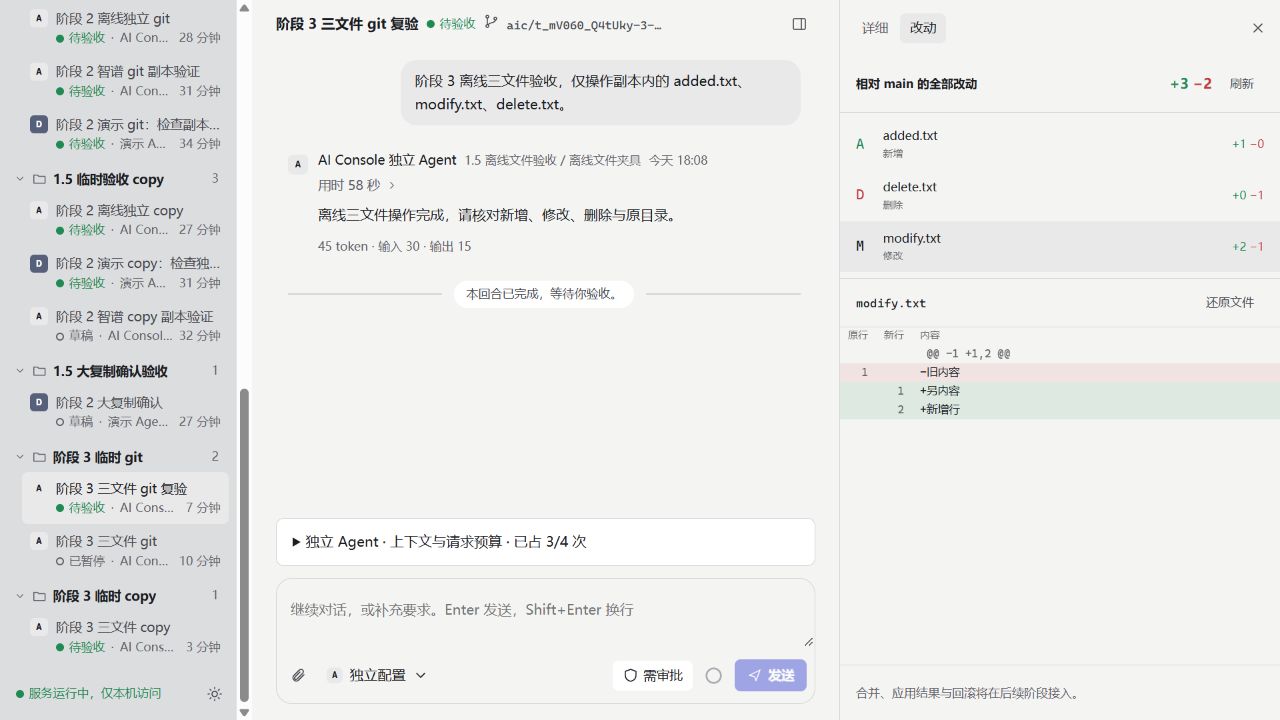 A 阶段 2 离线独立 git
待验收 · AI Con... 28 分钟
A 阶段 2 智谱 git 副本验证
待验收 · AI Con... 31 分钟
D 阶段 2 演示 git：检查副本...
待验收 · 演示 A... 34 分钟
1.5 临时验收 copy 3
A 阶段 2 离线独立 copy
待验收 · AI Con... 27 分钟
D 阶段 2 演示 copy：检查独...
待验收 · 演示 A... 31 分钟
A 阶段 2 智谱 copy 副本验证
草稿 · AI Consol... 32 分钟
1.5 大复制确认验收 1
D 阶段 2 大复制确认
草稿 · 演示 Age... 27 分钟
阶段 3 临时 git 2
A 阶段 3 三文件 git 复验
待验收 · AI Cons... 7 分钟
A 阶段 3 三文件 git
已暂停 · AI Con... 10 分钟
阶段 3 临时 copy 1
A 阶段 3 三文件 copy
待验收 · AI Cons... 3 分钟
服务运行中，仅本机访问
阶段 3 三文件 git 复验 待验收 aic/t_mV060_Q4tUky-3-…
阶段 3 离线三文件验收，仅操作副本内的 added.txt、
modify.txt、delete.txt。
A AI Console 独立 Agent 1.5 离线文件验收 / 离线文件夹具 今天 18:08
用时 58 秒
离线三文件操作完成，请核对新增、修改、删除与原目录。
45 token · 输入 30 · 输出 15
本回合已完成，等待你验收。
独立 Agent · 上下文与请求预算 · 已占 3/4 次
继续对话，或补充要求。Enter 发送，Shift+Enter 换行
A 独立配置 需审批 发送
详细 改动
相对 main 的全部改动 +3 −2 刷新
A added.txt +1 −0
新增
D delete.txt +0 −1
删除
M modify.txt +2 −1
修改
modify.txt 还原文件
原行 新行 内容
@@ -1 +1,2 @@
1 −旧内容
1 +另内容
2 +新增行
合并、应用结果与回滚将在后续阶段接入。